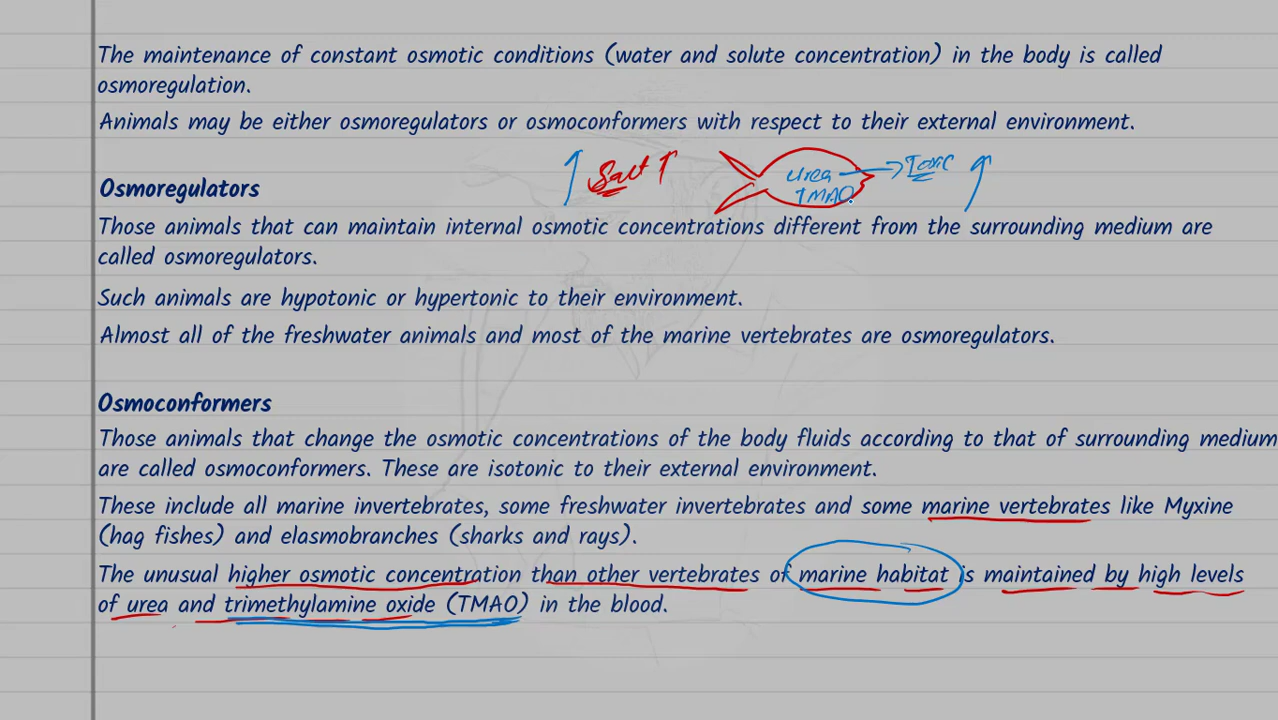 The maintenance of constant osmotic conditions (water and solute concentration) in the body is called
osmoregulation.
Animals may be either osmoregulators or osmoconformers with respect to their external environment.
Salt
Urea
Toxic
TMAO
Osmoregulators
Those animals that can maintain internal osmotic concentrations different from the surrounding medium are
called osmoregulators.
Such animals are hypotonic or hypertonic to their environment.
Almost all of the freshwater animals and most of the marine vertebrates are osmoregulators.
Osmoconformers
Those animals that change the osmotic concentrations of the body fluids according to that of surrounding medium
are called osmoconformers. These are isotonic to their external environment.
These include all marine invertebrates, some freshwater invertebrates and some marine vertebrates like Myxine
(hag fishes) and elasmobranches (sharks and rays).
The unusual higher osmotic concentration than other vertebrates of marine habitat is maintained by high levels
of urea and trimethylamine oxide (TMAO) in the blood.